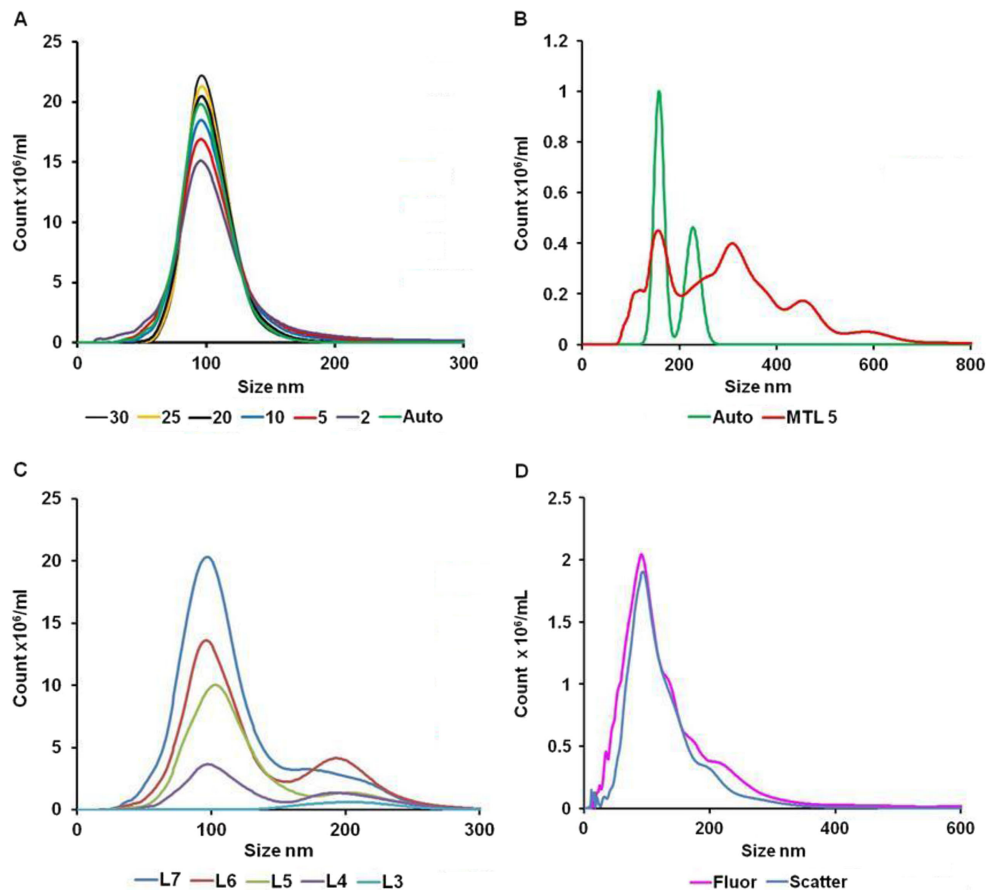 A
Count x10⁶/ml
25
20
15
10
5
0
0 100 200 300
Size nm
30 25 20 10 5 2 Auto
B
Count x10⁶/ml
1.2
1
0.8
0.6
0.4
0.2
0
0 200 400 600 800
Size nm
Auto MTL 5
C
Count x10⁶/ml
25
20
15
10
5
0
0 100 200 300
Size nm
L7 L6 L5 L4 L3
D
Count x 10⁶/mL
2.5
2
1.5
1
0.5
0
0 200 400 600
Size nm
Fluor Scatter